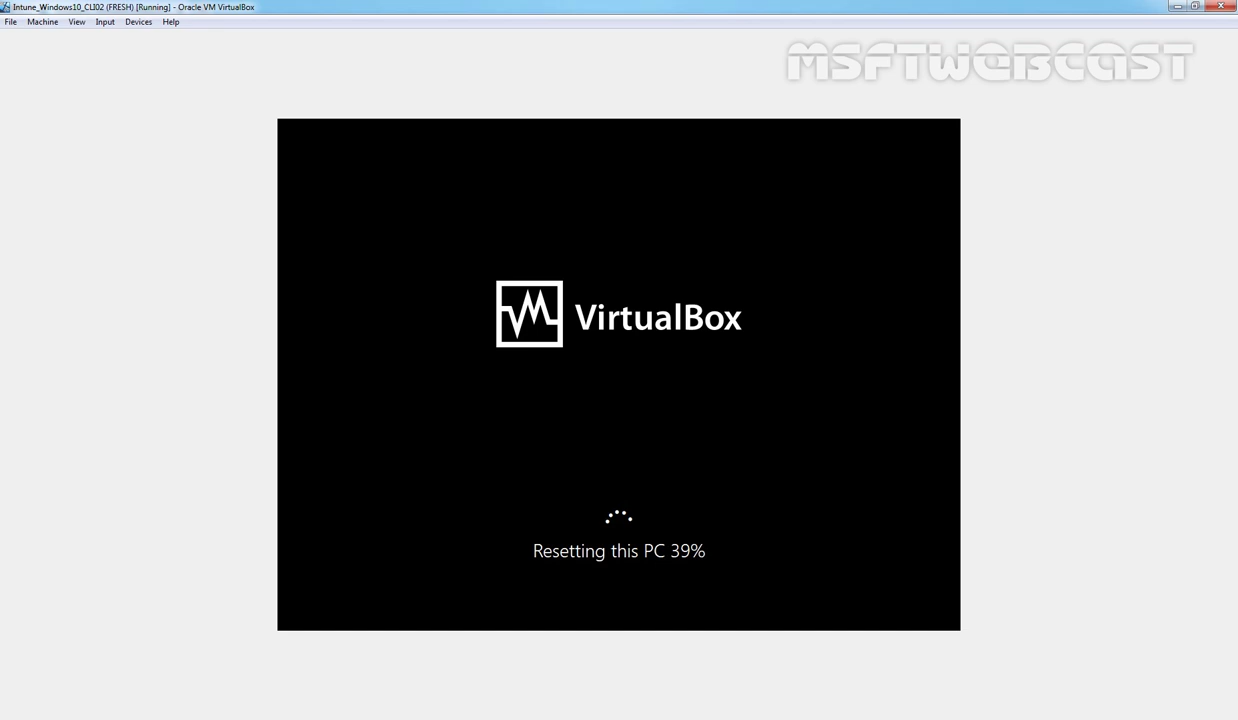 Intune_Windows10_CLI02 (FRESH) [Running] - Oracle VM VirtualBox
File Machine View Input Devices Help
MSFTWEBCAST
VirtualBox
Resetting this PC 39%